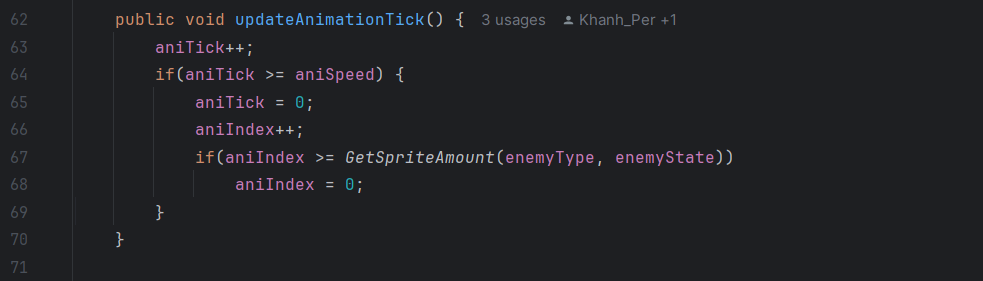 62 public void updateAnimationTick() { 3 usages Khanh_Per +1
63 aniTick++;
64 if(aniTick >= aniSpeed) {
65 aniTick = 0;
66 aniIndex++;
67 if(aniIndex >= GetSpriteAmount(enemyType, enemyState))
68 aniIndex = 0;
69 }
70 }
71